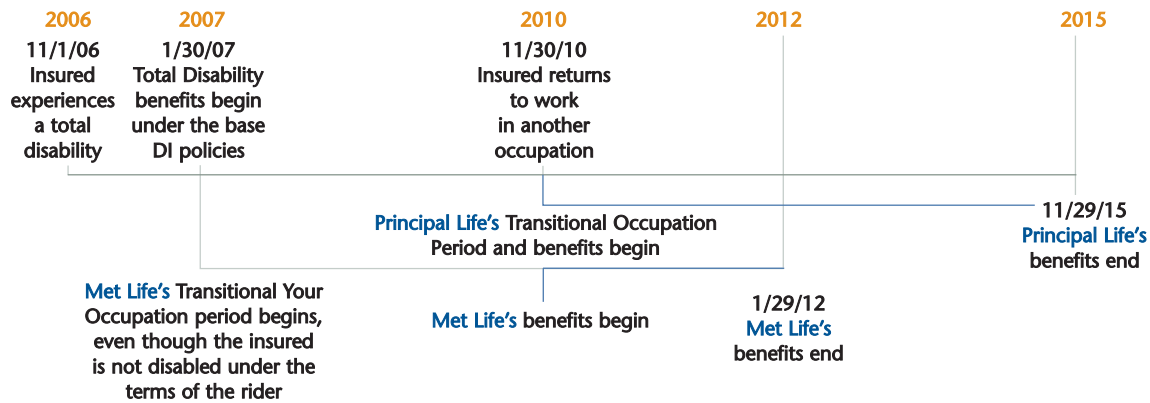 2006
11/1/06
Insured
experiences
a total
disability
2007
1/30/07
Total Disability
benefits begin
under the base
DI policies
2010
11/30/10
Insured returns
to work
in another
occupation
2012
2015
Principal Life's Transitional Occupation
Period and benefits begin
11/29/15
Principal Life's
benefits end
Met Life's Transitional Your
Occupation period begins,
even though the insured
is not disabled under the
terms of the rider
Met Life's benefits begin
1/29/12
Met Life's
benefits end